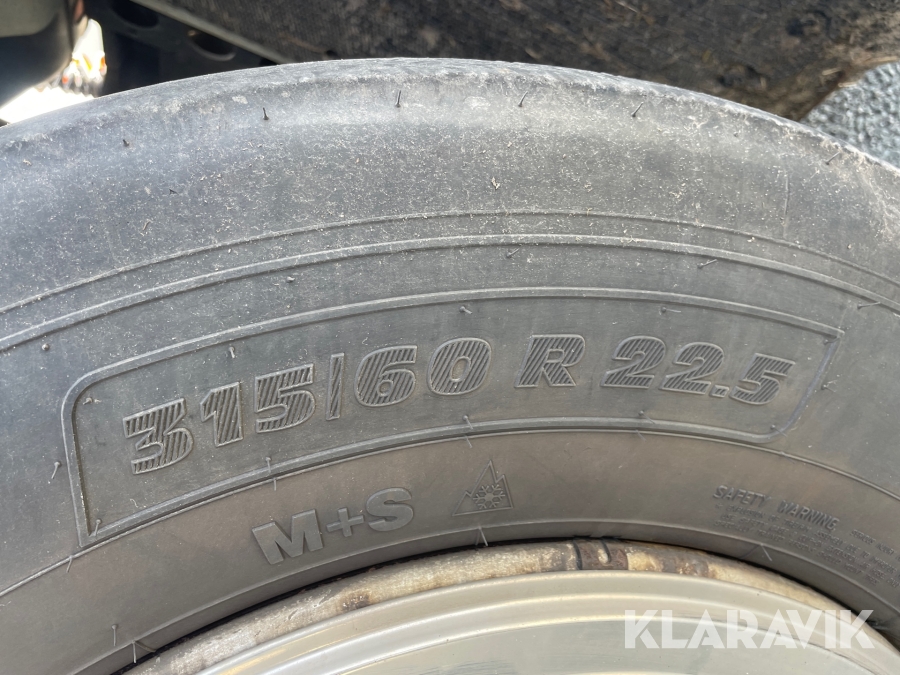 315/60 R 22.5
M+S
SAFETY WARNING
KLARAVIK